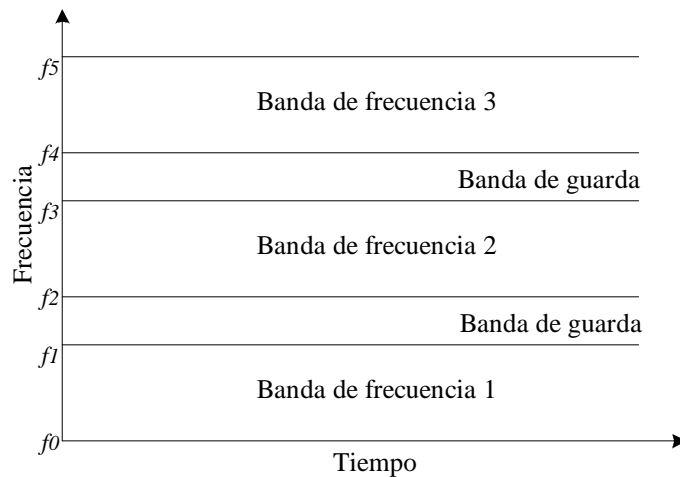 f5
Banda de frecuencia 3
f4
Banda de guarda
f3
Frecuencia
Banda de frecuencia 2
f2
Banda de guarda
f1
Banda de frecuencia 1
f0
Tiempo